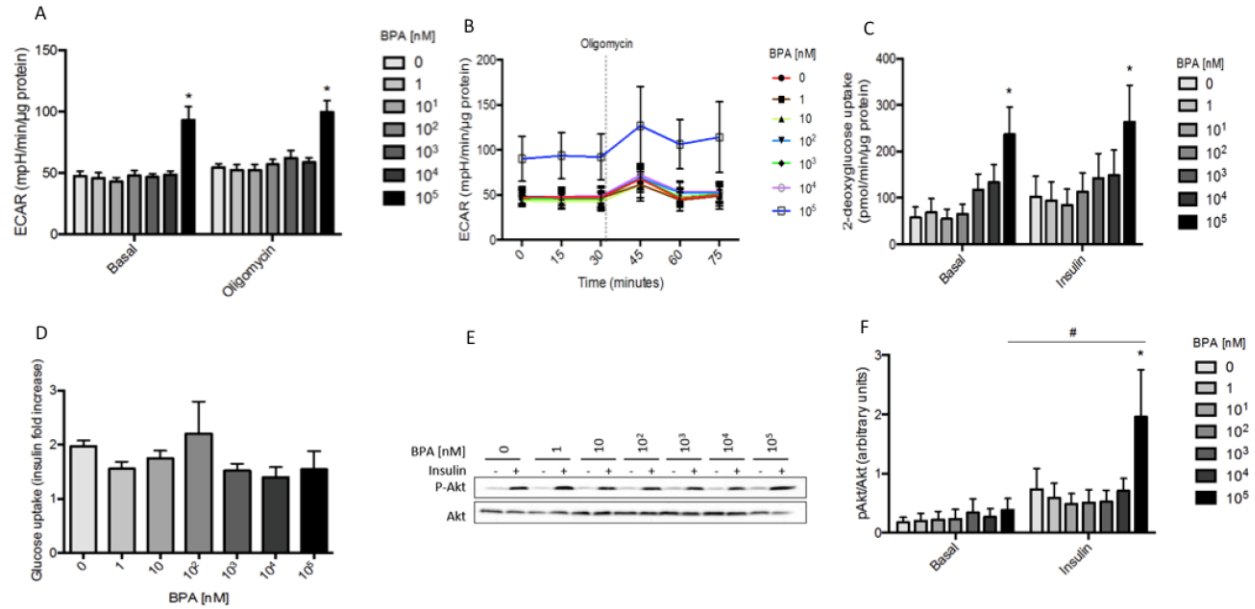 A
ECAR (mpH/min/µg protein)
150
100
50
0
*
*
Basal
Oligomycin
BPA [nM]
0
1
10¹
10²
10³
10⁴
10⁵
B
Oligomycin
ECAR (mpH/min/µg protein)
200
150
100
50
0
0
15
30
45
60
75
Time (minutes)
BPA [nM]
0
1
10
10²
10³
10⁴
10⁵
C
2-deoxyglucose uptake
(pmol/min/µg protein)
400
300
200
100
0
*
*
Basal
Insulin
BPA [nM]
0
1
10¹
10²
10³
10⁴
10⁵
D
Glucose uptake (insulin fold increase)
3
2
1
0
0
1
10
10²
10³
10⁴
10⁵
BPA [nM]
E
BPA [nM]
0
1
10
10²
10³
10⁴
10⁵
Insulin - + - + - + - + - + - + - +
P-Akt
Akt
F
pAkt/Akt (arbitrary units)
3
2
1
0
#
*
Basal
Insulin
BPA [nM]
0
1
10¹
10²
10³
10⁴
10⁵